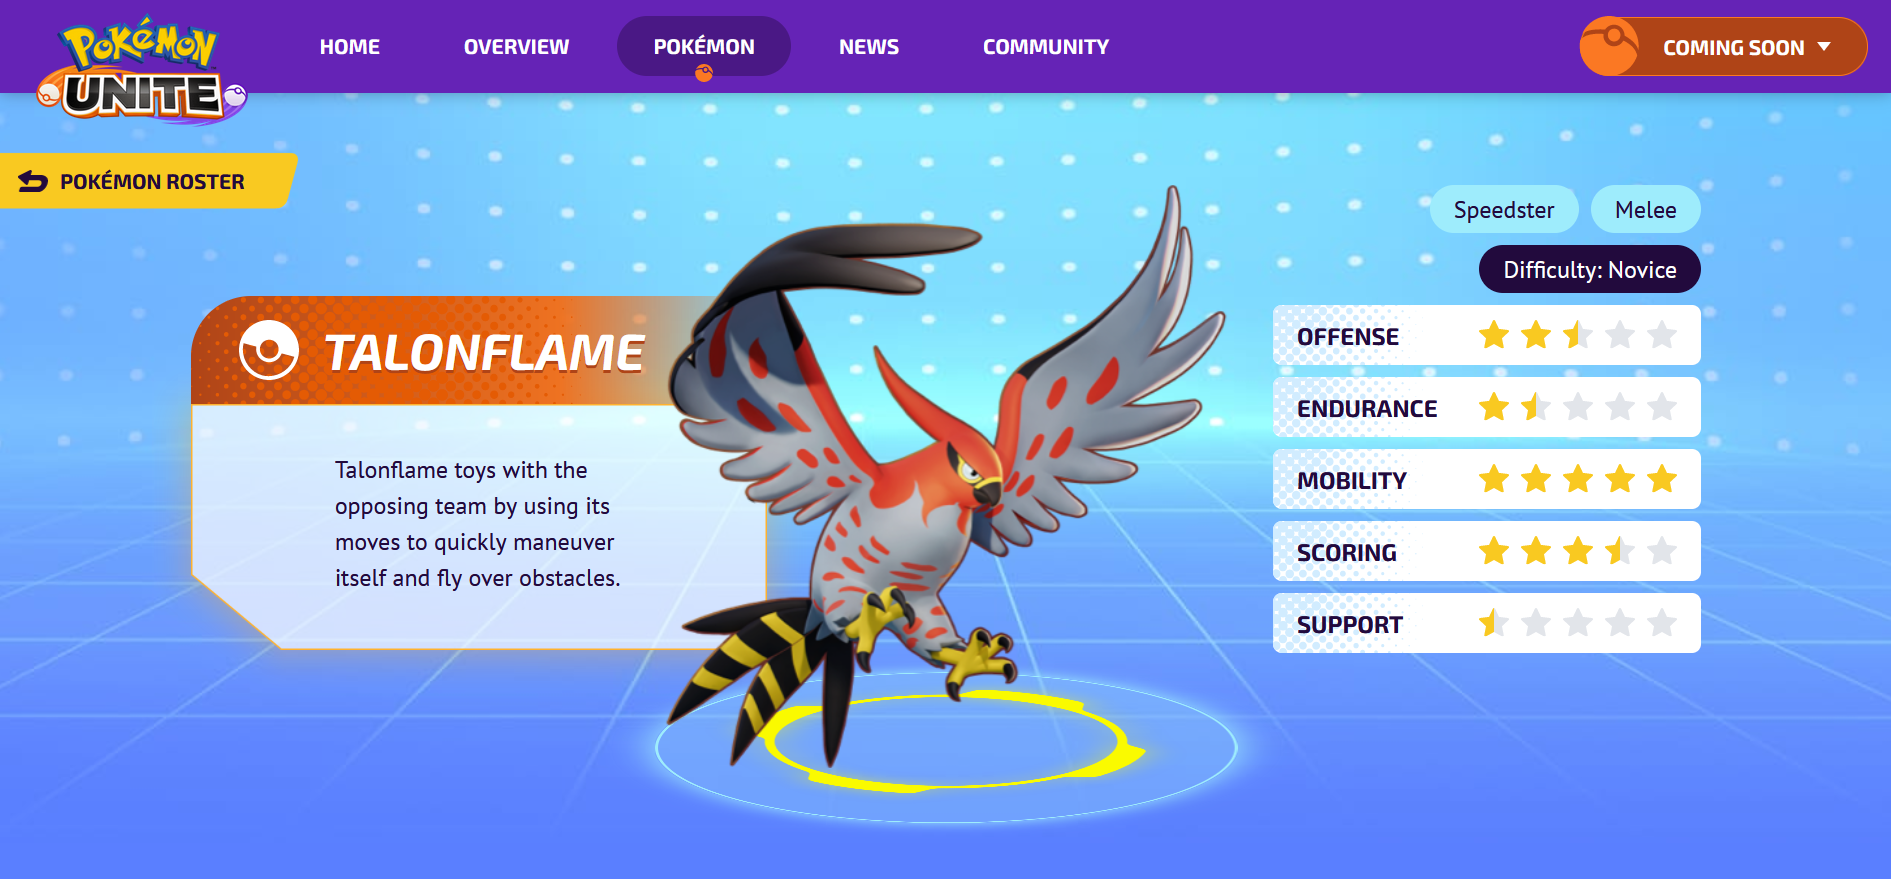 Pokémon
UNITE
HOME
OVERVIEW
POKÉMON
NEWS
COMMUNITY
COMING SOON
POKÉMON ROSTER
TALONFLAME
Talonflame toys with the
opposing team by using its
moves to quickly maneuver
itself and fly over obstacles.
Speedster
Melee
Difficulty: Novice
OFFENSE
ENDURANCE
MOBILITY
SCORING
SUPPORT